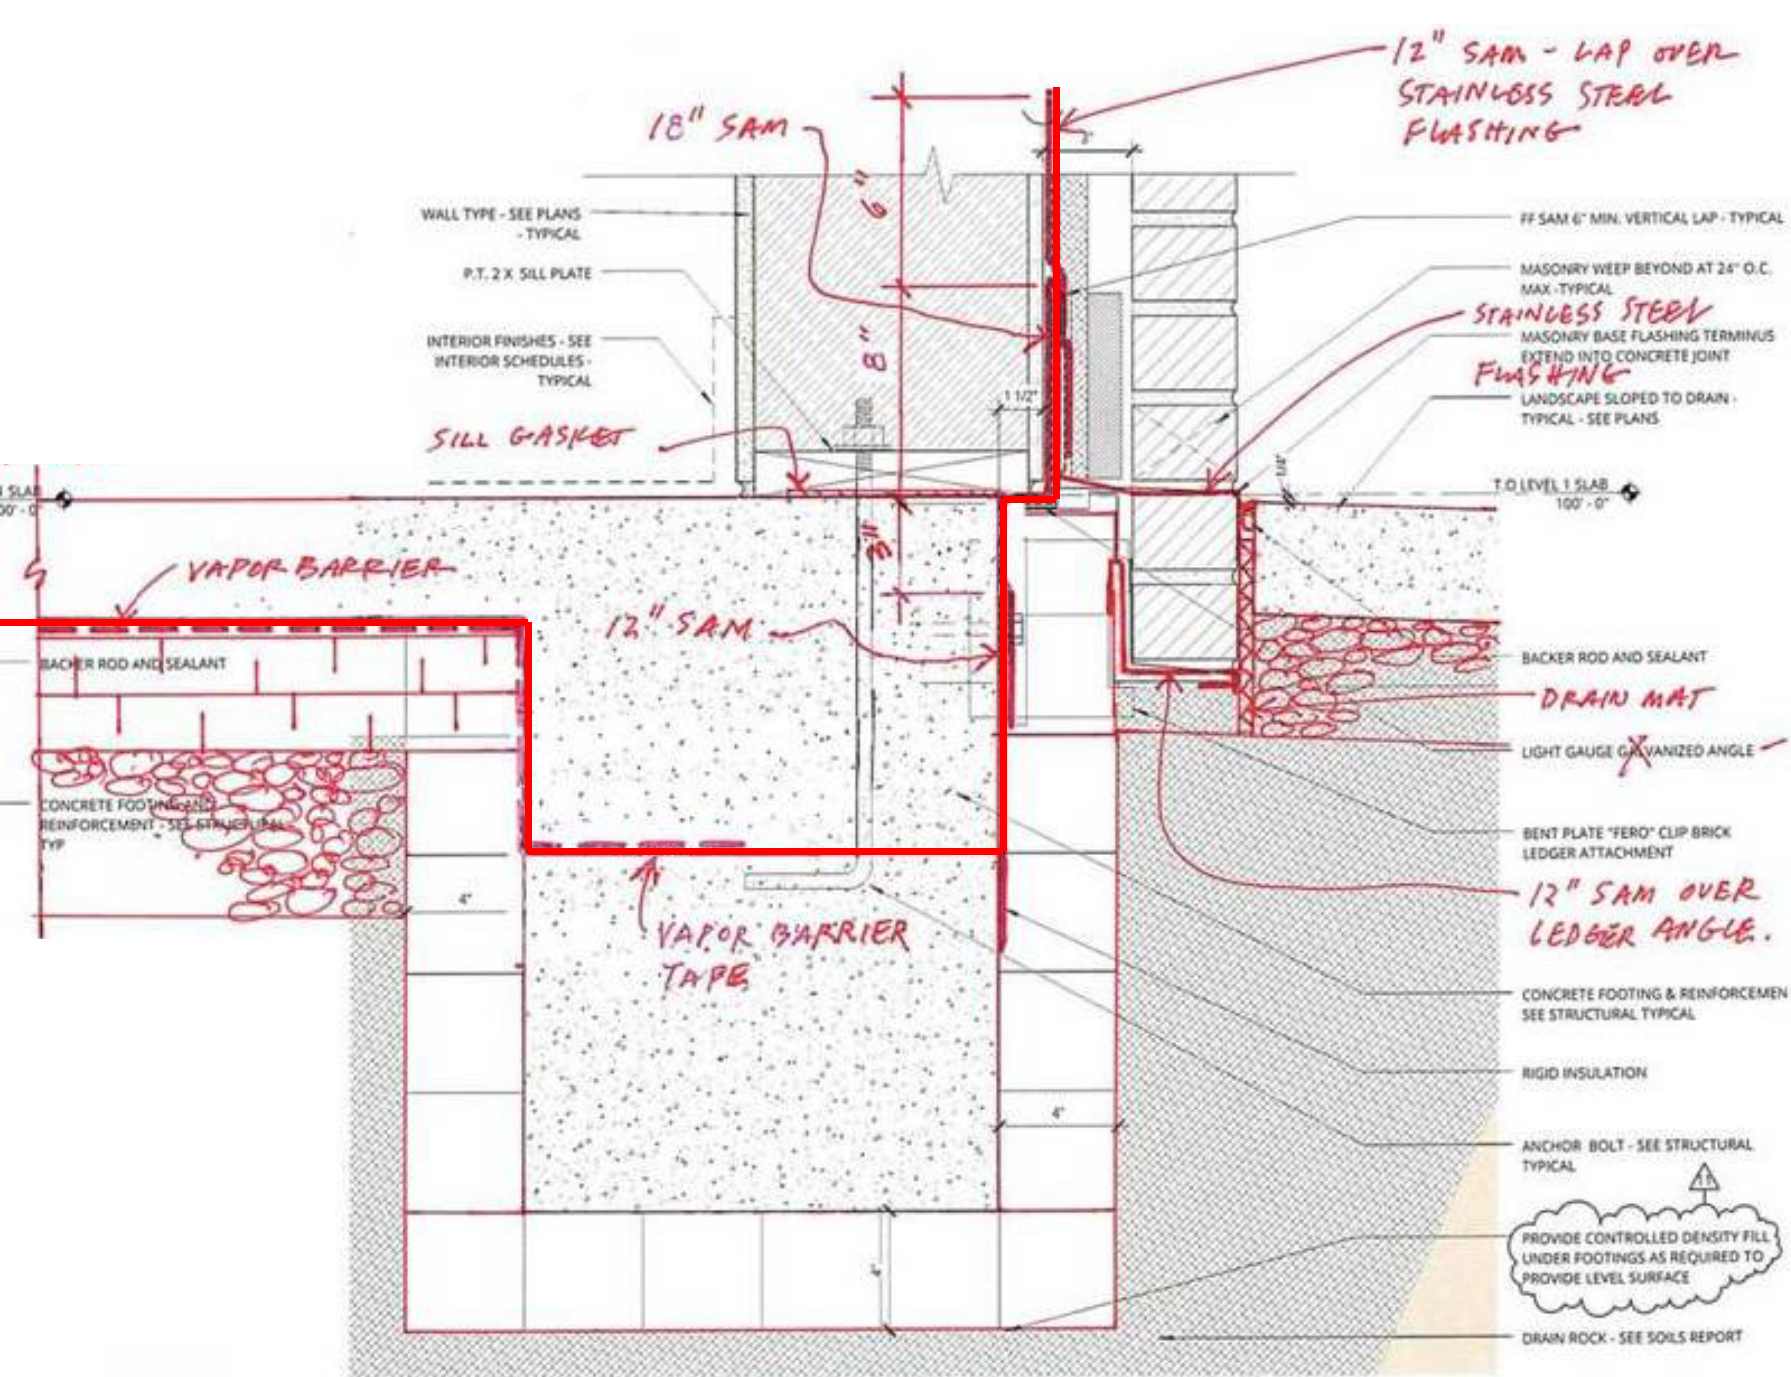 12" SAM - LAP OVER
STAINLESS STEEL
FLASHING
18" SAM
6"
WALL TYPE - SEE PLANS
- TYPICAL
FF SAM 6" MIN. VERTICAL LAP - TYPICAL
P.T. 2 X SILL PLATE
MASONRY WEEP BEYOND AT 24" O.C.
MAX -TYPICAL
STAINLESS STEEL
INTERIOR FINISHES - SEE
INTERIOR SCHEDULES -
TYPICAL
8"
MASONRY BASE FLASHING TERMINUS
EXTEND INTO CONCRETE JOINT
FLASHING
1 1/2"
LANDSCAPE SLOPED TO DRAIN -
TYPICAL - SEE PLANS
SILL GASKET
1/4"
T.O LEVEL 1 SLAB
100' - 0"
SLAB
3"
VAPOR BARRIER
12" SAM
BACKER ROD AND SEALANT
BACKER ROD AND SEALANT
DRAIN MAT
LIGHT GAUGE GALVANIZED ANGLE
CONCRETE FOOTING AND
REINFORCEMENT - SEE STRUCTURAL
TYP
BENT PLATE "FERO" CLIP BRICK
LEDGER ATTACHMENT
4"
12" SAM OVER
LEDGER ANGLE.
VAPOR BARRIER
TAPE
CONCRETE FOOTING & REINFORCEMEN
SEE STRUCTURAL TYPICAL
RIGID INSULATION
4"
ANCHOR BOLT - SEE STRUCTURAL
TYPICAL
PROVIDE CONTROLLED DENSITY FILL
UNDER FOOTINGS AS REQUIRED TO
PROVIDE LEVEL SURFACE
4"
DRAIN ROCK - SEE SOILS REPORT